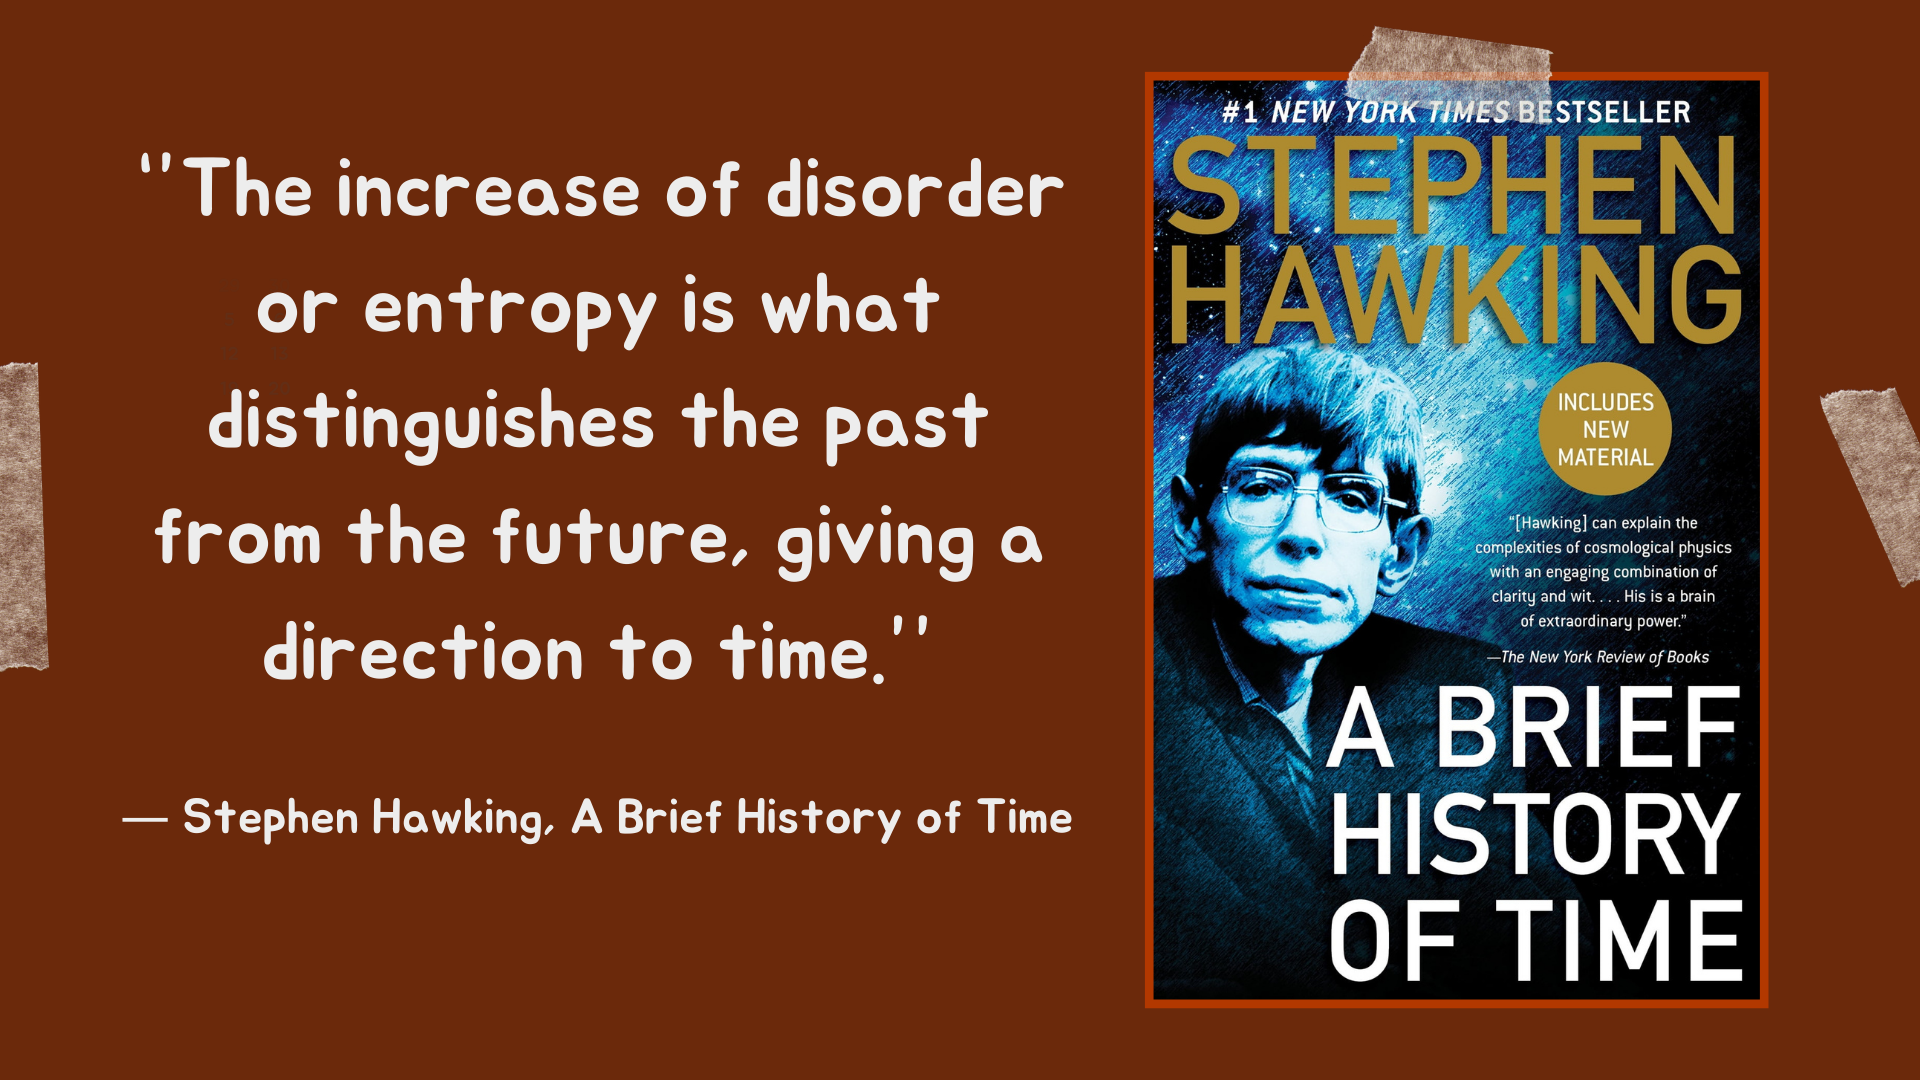 "The increase of disorder
or entropy is what
distinguishes the past
from the future, giving a
direction to time."
— Stephen Hawking, A Brief History of Time
#1 NEW YORK TIMES BESTSELLER
STEPHEN
HAWKING
INCLUDES
NEW
MATERIAL
"[Hawking] can explain the
complexities of cosmological physics
with an engaging combination of
clarity and wit. . . . His is a brain
of extraordinary power."
—The New York Review of Books
A BRIEF
HISTORY
OF TIME